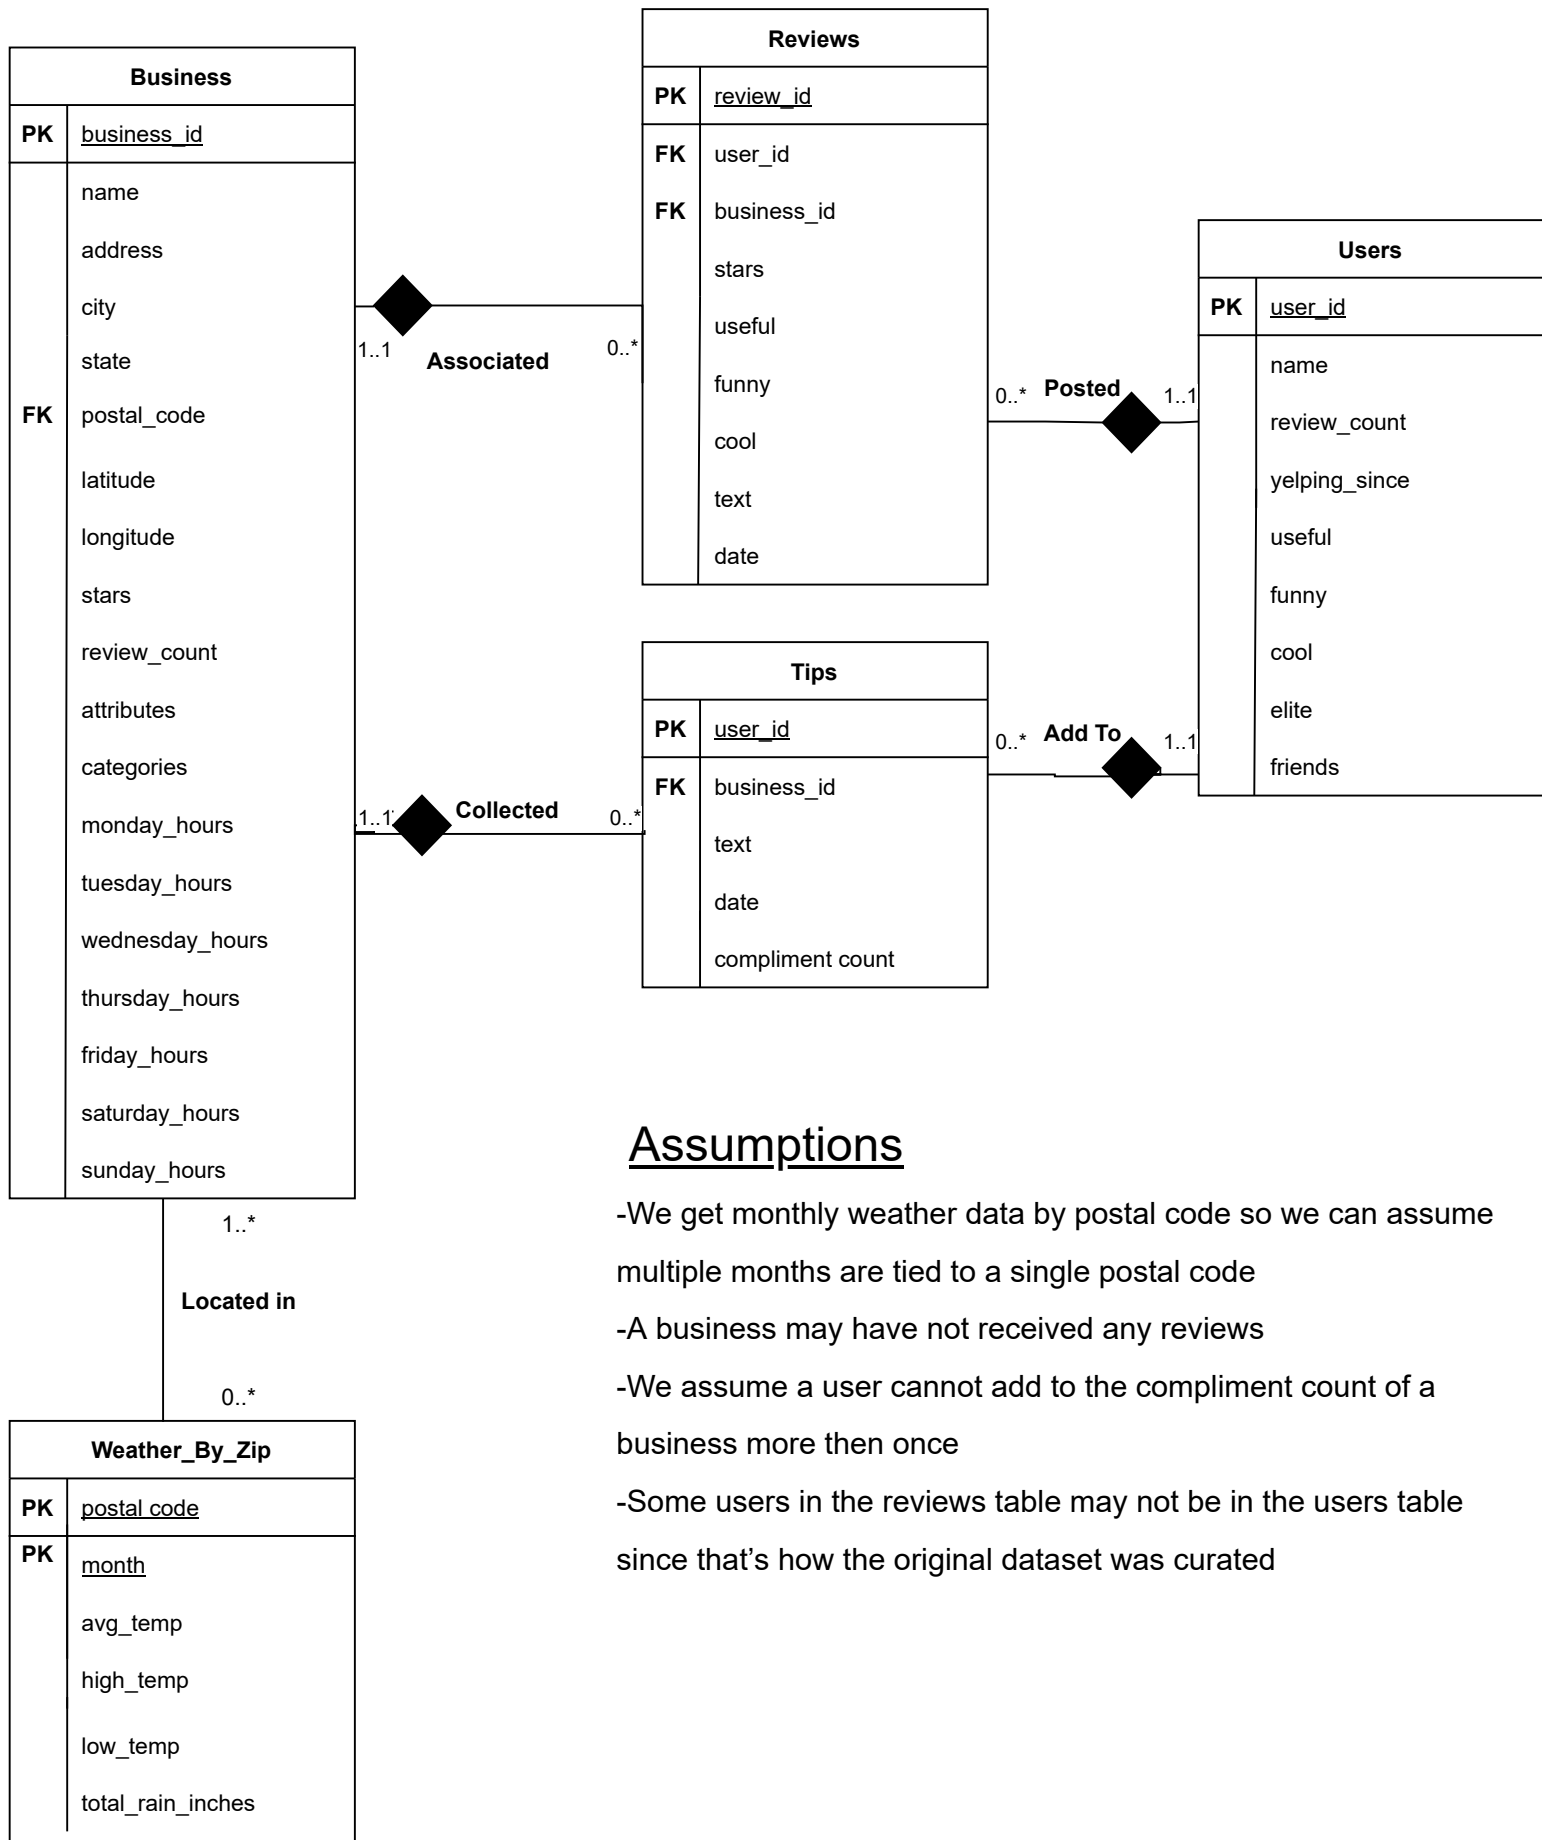 Business
PK business_id
name
address
city
state
FK postal_code
latitude
longitude
stars
review_count
attributes
categories
monday_hours
tuesday_hours
wednesday_hours
thursday_hours
friday_hours
saturday_hours
sunday_hours
Reviews
PK review_id
FK user_id
FK business_id
stars
useful
funny
cool
text
date
Users
PK user_id
name
review_count
yelping_since
useful
funny
cool
elite
friends
1..1 Associated 0..*
0..* Posted 1..1
Tips
PK user_id
FK business_id
text
date
compliment count
0..* Add To 1..1
1..1 Collected 0..*
1..*
Located in
0..*
Weather_By_Zip
PK postal code
PK month
avg_temp
high_temp
low_temp
total_rain_inches
Assumptions
-We get monthly weather data by postal code so we can assume
multiple months are tied to a single postal code
-A business may have not received any reviews
-We assume a user cannot add to the compliment count of a
business more then once
-Some users in the reviews table may not be in the users table
since that’s how the original dataset was curated